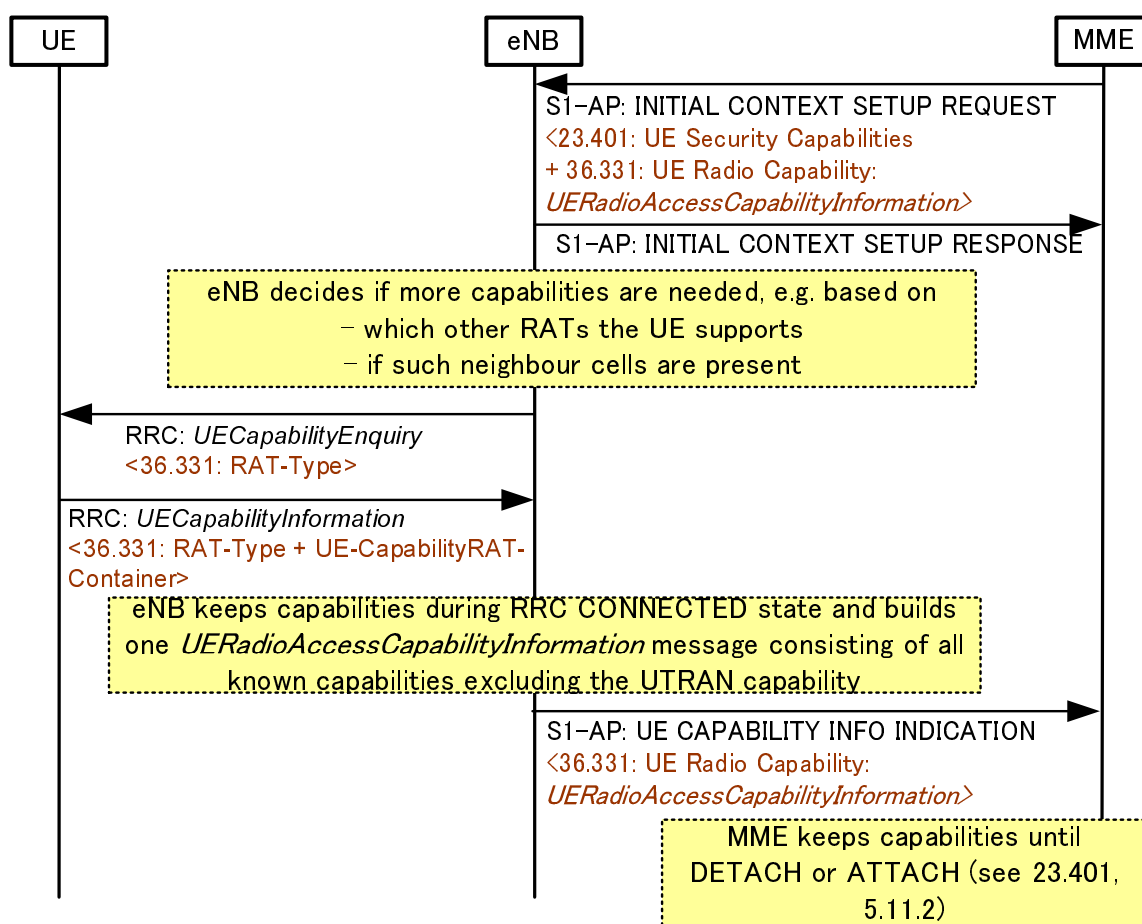 UE
eNB
MME
S1-AP: INITIAL CONTEXT SETUP REQUEST
<23.401: UE Security Capabilities
+ 36.331: UE Radio Capability:
UERadioAccessCapabilityInformation>
S1-AP: INITIAL CONTEXT SETUP RESPONSE
eNB decides if more capabilities are needed, e.g. based on
- which other RATs the UE supports
- if such neighbour cells are present
RRC: UECapabilityEnquiry
<36.331: RAT-Type>
RRC: UECapabilityInformation
<36.331: RAT-Type + UE-CapabilityRAT-
Container>
eNB keeps capabilities during RRC CONNECTED state and builds
one UERadioAccessCapabilityInformation message consisting of all
known capabilities excluding the UTRAN capability
S1-AP: UE CAPABILITY INFO INDICATION
<36.331: UE Radio Capability:
UERadioAccessCapabilityInformation>
MME keeps capabilities until
DETACH or ATTACH (see 23.401,
5.11.2)